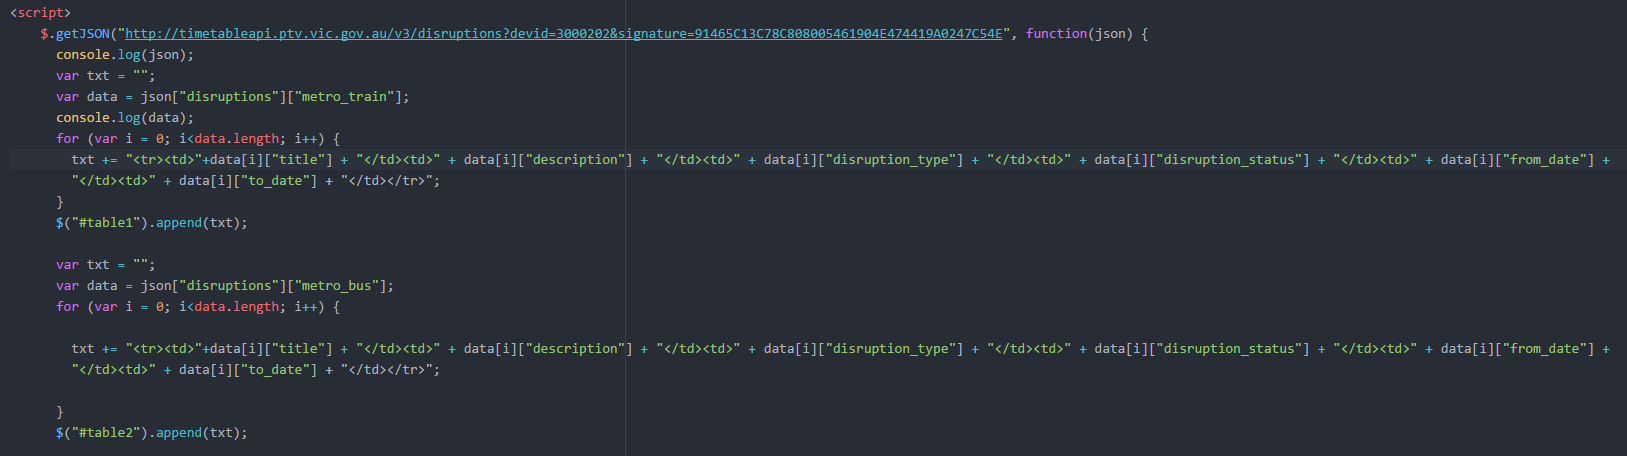 <script>
$.getJSON("http://timetableapi.ptv.vic.gov.au/v3/disruptions?devid=3000202&signature=91465C13C78C808005461904E474419A0247C54E", function(json) {
console.log(json);
var txt = "";
var data = json["disruptions"]["metro_train"];
console.log(data);
for (var i = 0; i<data.length; i++) {
txt += "<tr><td>"+data[i]["title"] + "</td><td>" + data[i]["description"] + "</td><td>" + data[i]["disruption_type"] + "</td><td>" + data[i]["disruption_status"] + "</td><td>" + data[i]["from_date"] +
"</td><td>" + data[i]["to_date"] + "</td></tr>";
}
$("#table1").append(txt);
var txt = "";
var data = json["disruptions"]["metro_bus"];
for (var i = 0; i<data.length; i++) {
txt += "<tr><td>"+data[i]["title"] + "</td><td>" + data[i]["description"] + "</td><td>" + data[i]["disruption_type"] + "</td><td>" + data[i]["disruption_status"] + "</td><td>" + data[i]["from_date"] +
"</td><td>" + data[i]["to_date"] + "</td></tr>";
}
$("#table2").append(txt);